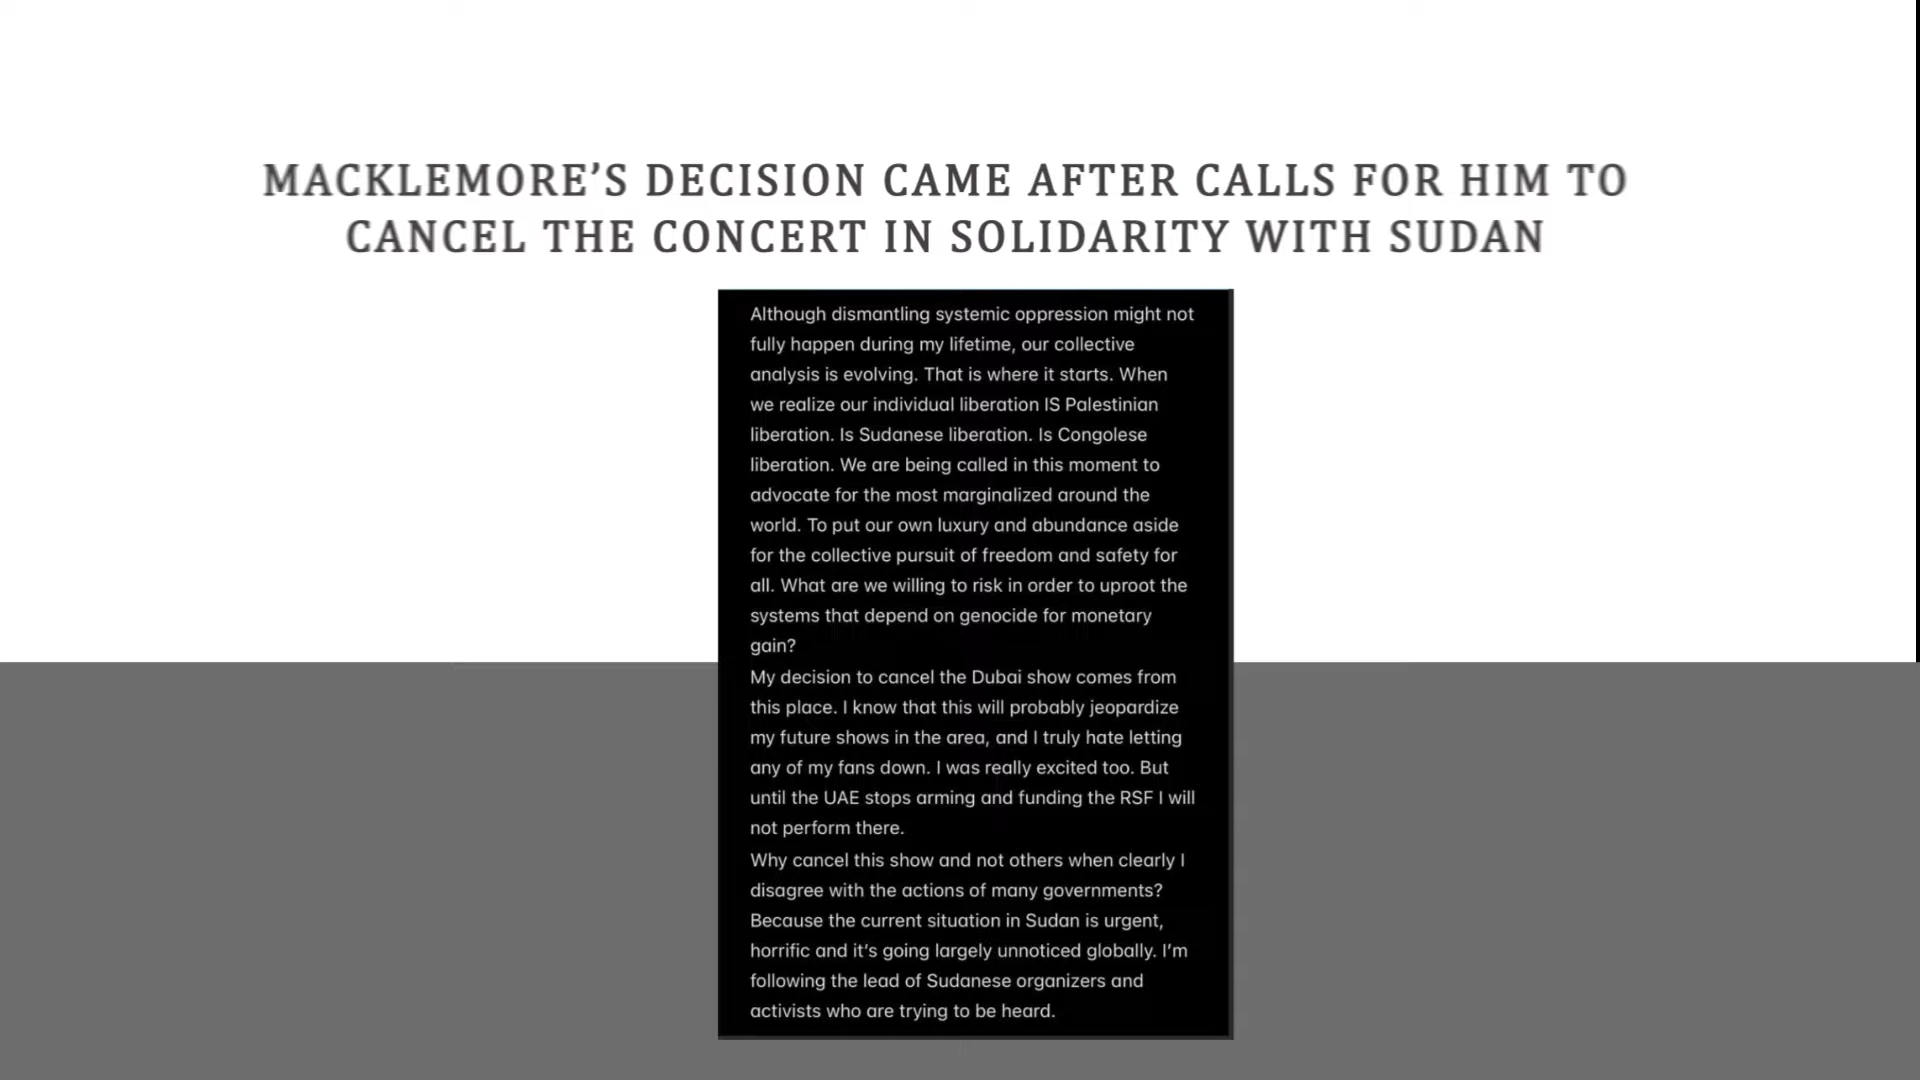 MACKLEMORE’S DECISION CAME AFTER CALLS FOR HIM TO
CANCEL THE CONCERT IN SOLIDARITY WITH SUDAN
Although dismantling systemic oppression might not
fully happen during my lifetime, our collective
analysis is evolving. That is where it starts. When
we realize our individual liberation IS Palestinian
liberation. Is Sudanese liberation. Is Congolese
liberation. We are being called in this moment to
advocate for the most marginalized around the
world. To put our own luxury and abundance aside
for the collective pursuit of freedom and safety for
all. What are we willing to risk in order to uproot the
systems that depend on genocide for monetary
gain?
My decision to cancel the Dubai show comes from
this place. I know that this will probably jeopardize
my future shows in the area, and I truly hate letting
any of my fans down. I was really excited too. But
until the UAE stops arming and funding the RSF I will
not perform there.
Why cancel this show and not others when clearly I
disagree with the actions of many governments?
Because the current situation in Sudan is urgent,
horrific and it’s going largely unnoticed globally. I’m
following the lead of Sudanese organizers and
activists who are trying to be heard.